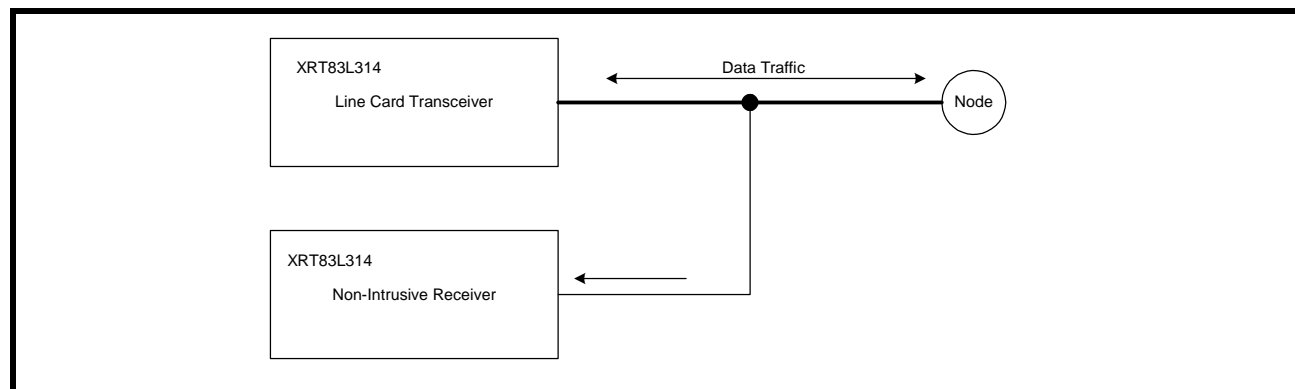 XRT83L314
Line Card Transceiver
Data Traffic
Node
XRT83L314
Non-Intrusive Receiver